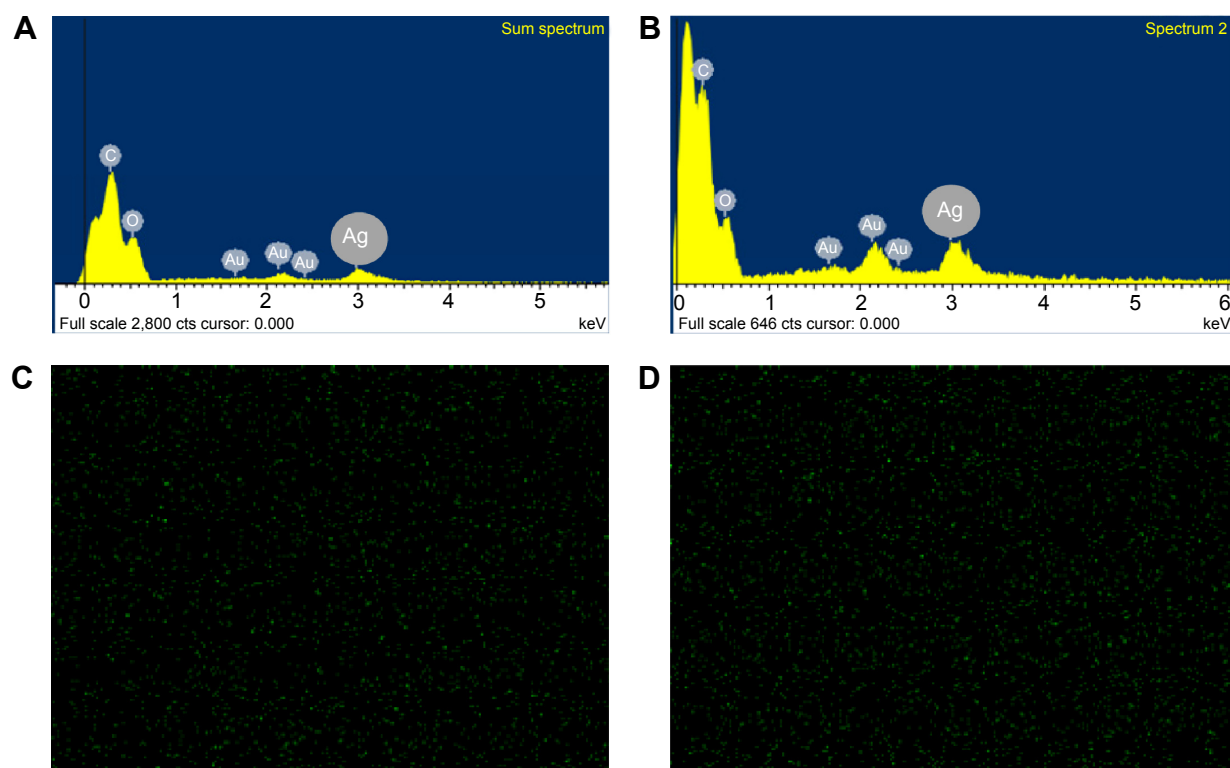 A
Sum spectrum
C
O
Au
Au
Au
Ag
0 1 2 3 4 5
Full scale 2,800 cts cursor: 0.000 keV
B
Spectrum 2
C
O
Au
Au
Au
Ag
0 1 2 3 4 5 6
Full scale 646 cts cursor: 0.000 keV
C
D